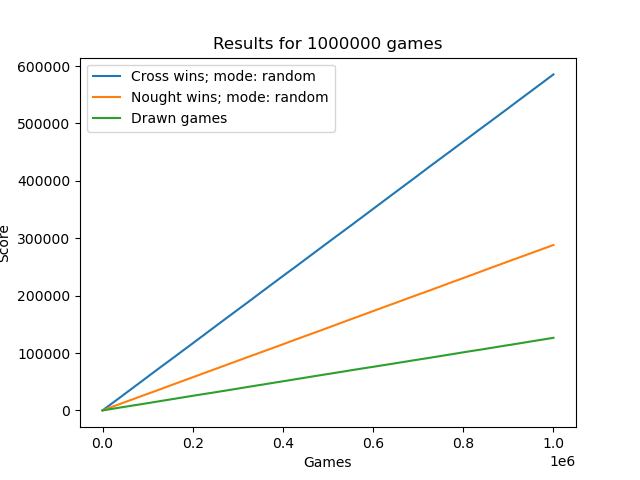 Results for 1000000 games
Cross wins; mode: random
Nought wins; mode: random
Drawn games
600000
500000
400000
300000
200000
100000
0
Score
0.0 0.2 0.4 0.6 0.8 1.0
1e6
Games